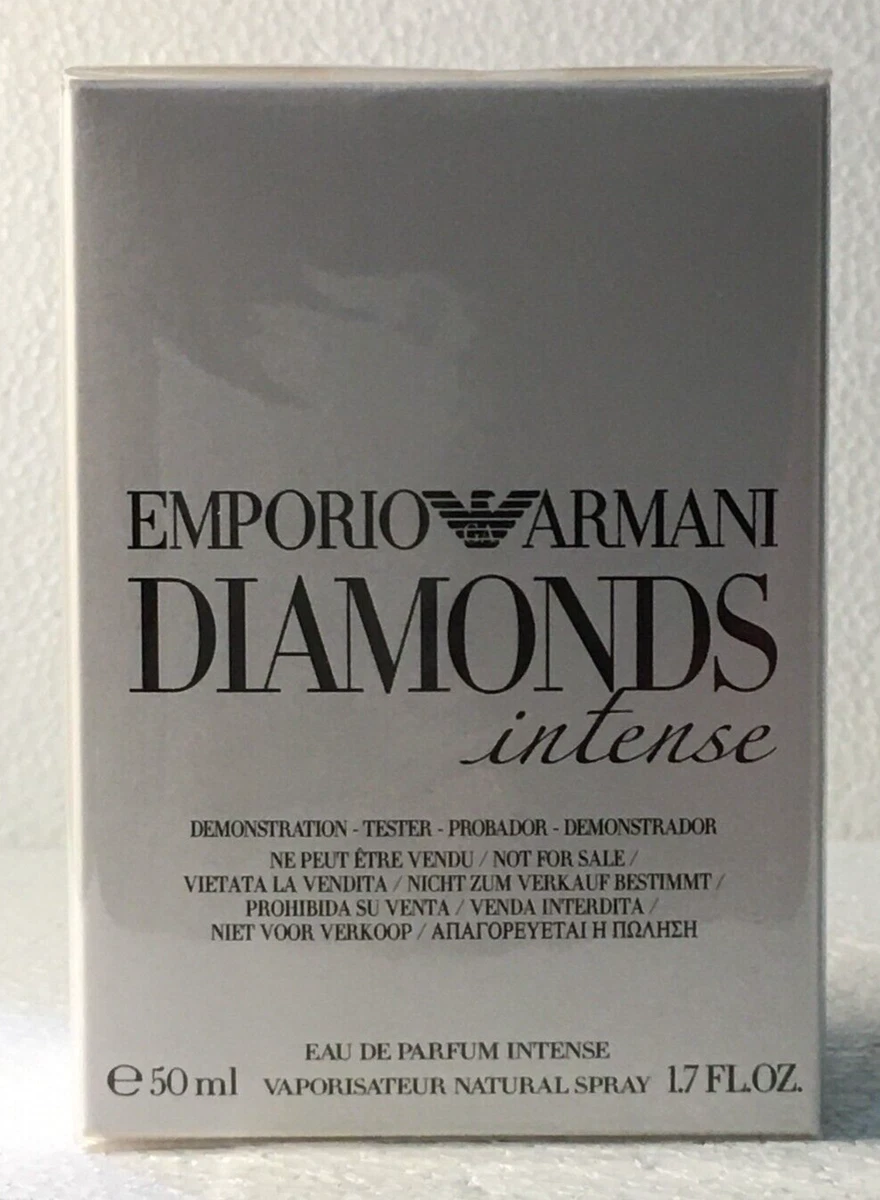 EMPORIO GA ARMANI
DIAMONDS
intense
DEMONSTRATION - TESTER - PROBADOR - DEMONSTRADOR
NE PEUT ÊTRE VENDU / NOT FOR SALE /
VIETATA LA VENDITA / NICHT ZUM VERKAUF BESTIMMT /
PROHIBIDA SU VENTA / VENDA INTERDITA /
NIET VOOR VERKOOP / ΑΠΑΓΟΡΕΥΕΤΑΙ Η ΠΩΛΗΣΗ
EAU DE PARFUM INTENSE
℮ 50 ml VAPORISATEUR NATURAL SPRAY 1.7 FL.OZ.